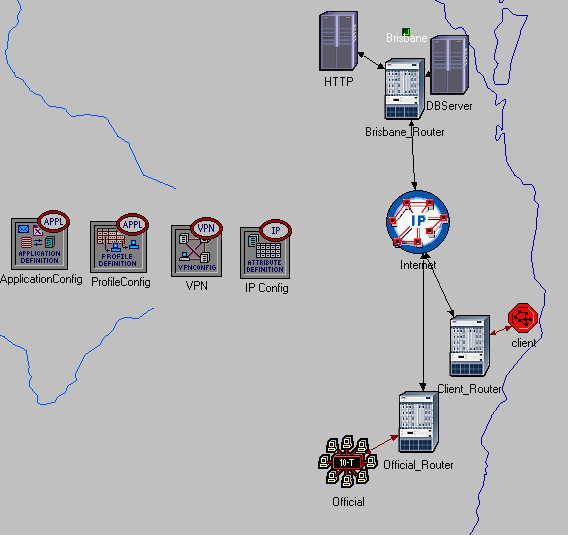 Brisbane
HTTP
DBServer
Brisbane_Router
IP
Internet
APPL
APPLICATION
DEFINITION
ApplicationConfig
APPL
PROFILE
DEFINITION
ProfileConfig
VPN
VPNCONFIG
VPN
IP
ATTRIBUTE
DEFINITION
IP Config
client
Client_Router
10-T
Official_Router
Official